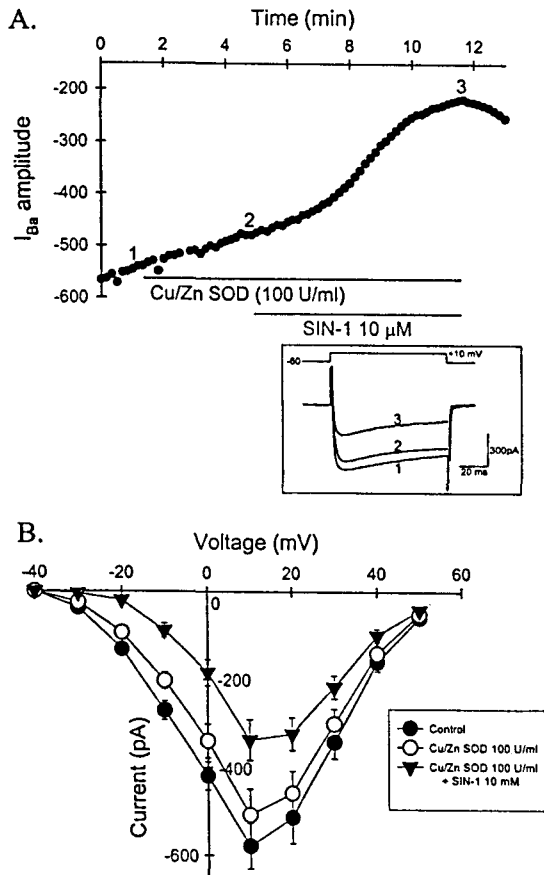 A.
Time (min)
0 2 4 6 8 10 12
-200
-300
-400
-500
-600
I_Ba amplitude
1
2
3
Cu/Zn SOD (100 U/ml)
SIN-1 10 μM
-60
+10 mV
3
2
1
300pA
20 ms
B.
Voltage (mV)
-40 -20 0 20 40 60
0
-200
-400
-600
Current (pA)
Control
Cu/Zn SOD 100 U/ml
Cu/Zn SOD 100 U/ml
+ SIN-1 10 mM